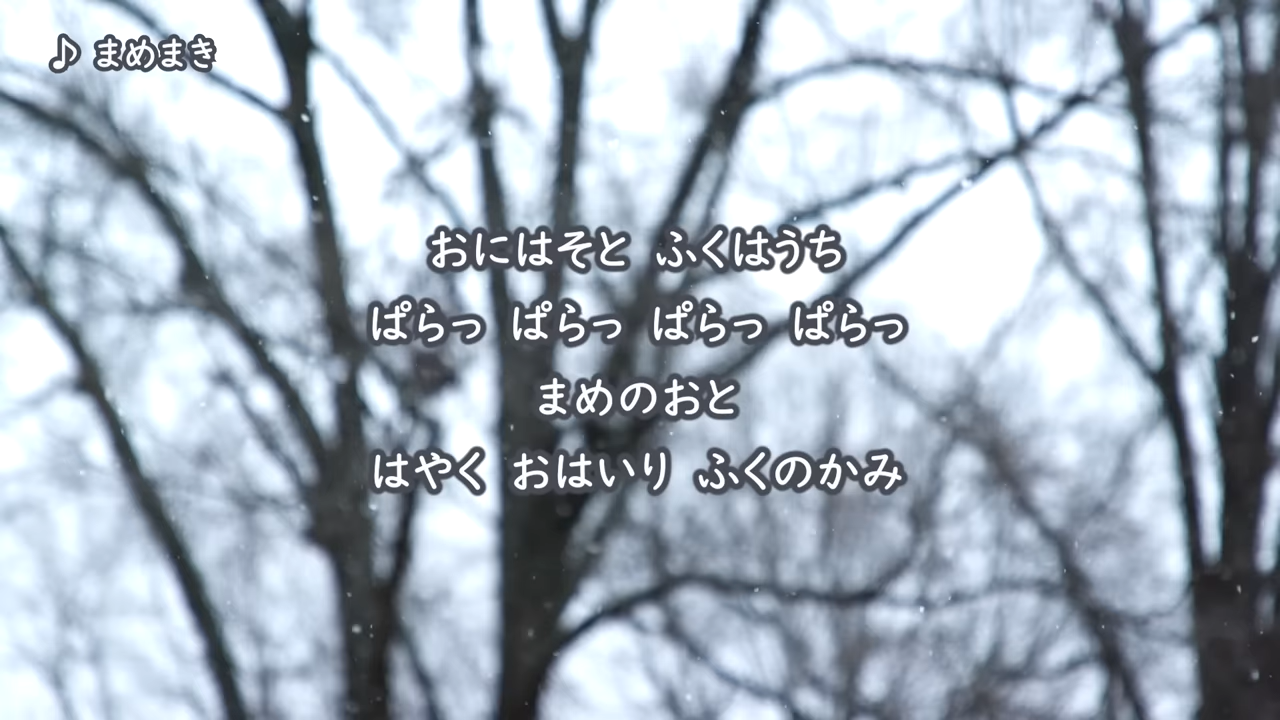 ♪ まめまき
おにはそと ふくはうち
ぱらっ ぱらっ ぱらっ ぱらっ
まめのおと
はやく おはいり ふくのかみ